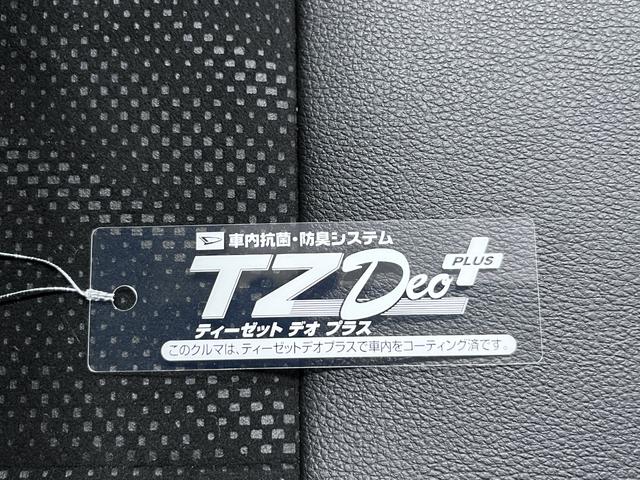 車内抗菌・防臭システム
TZ Deo PLUS
ティーゼット デオ プラス
このクルマは、ティーゼットデオプラスで車内をコーティング済です。